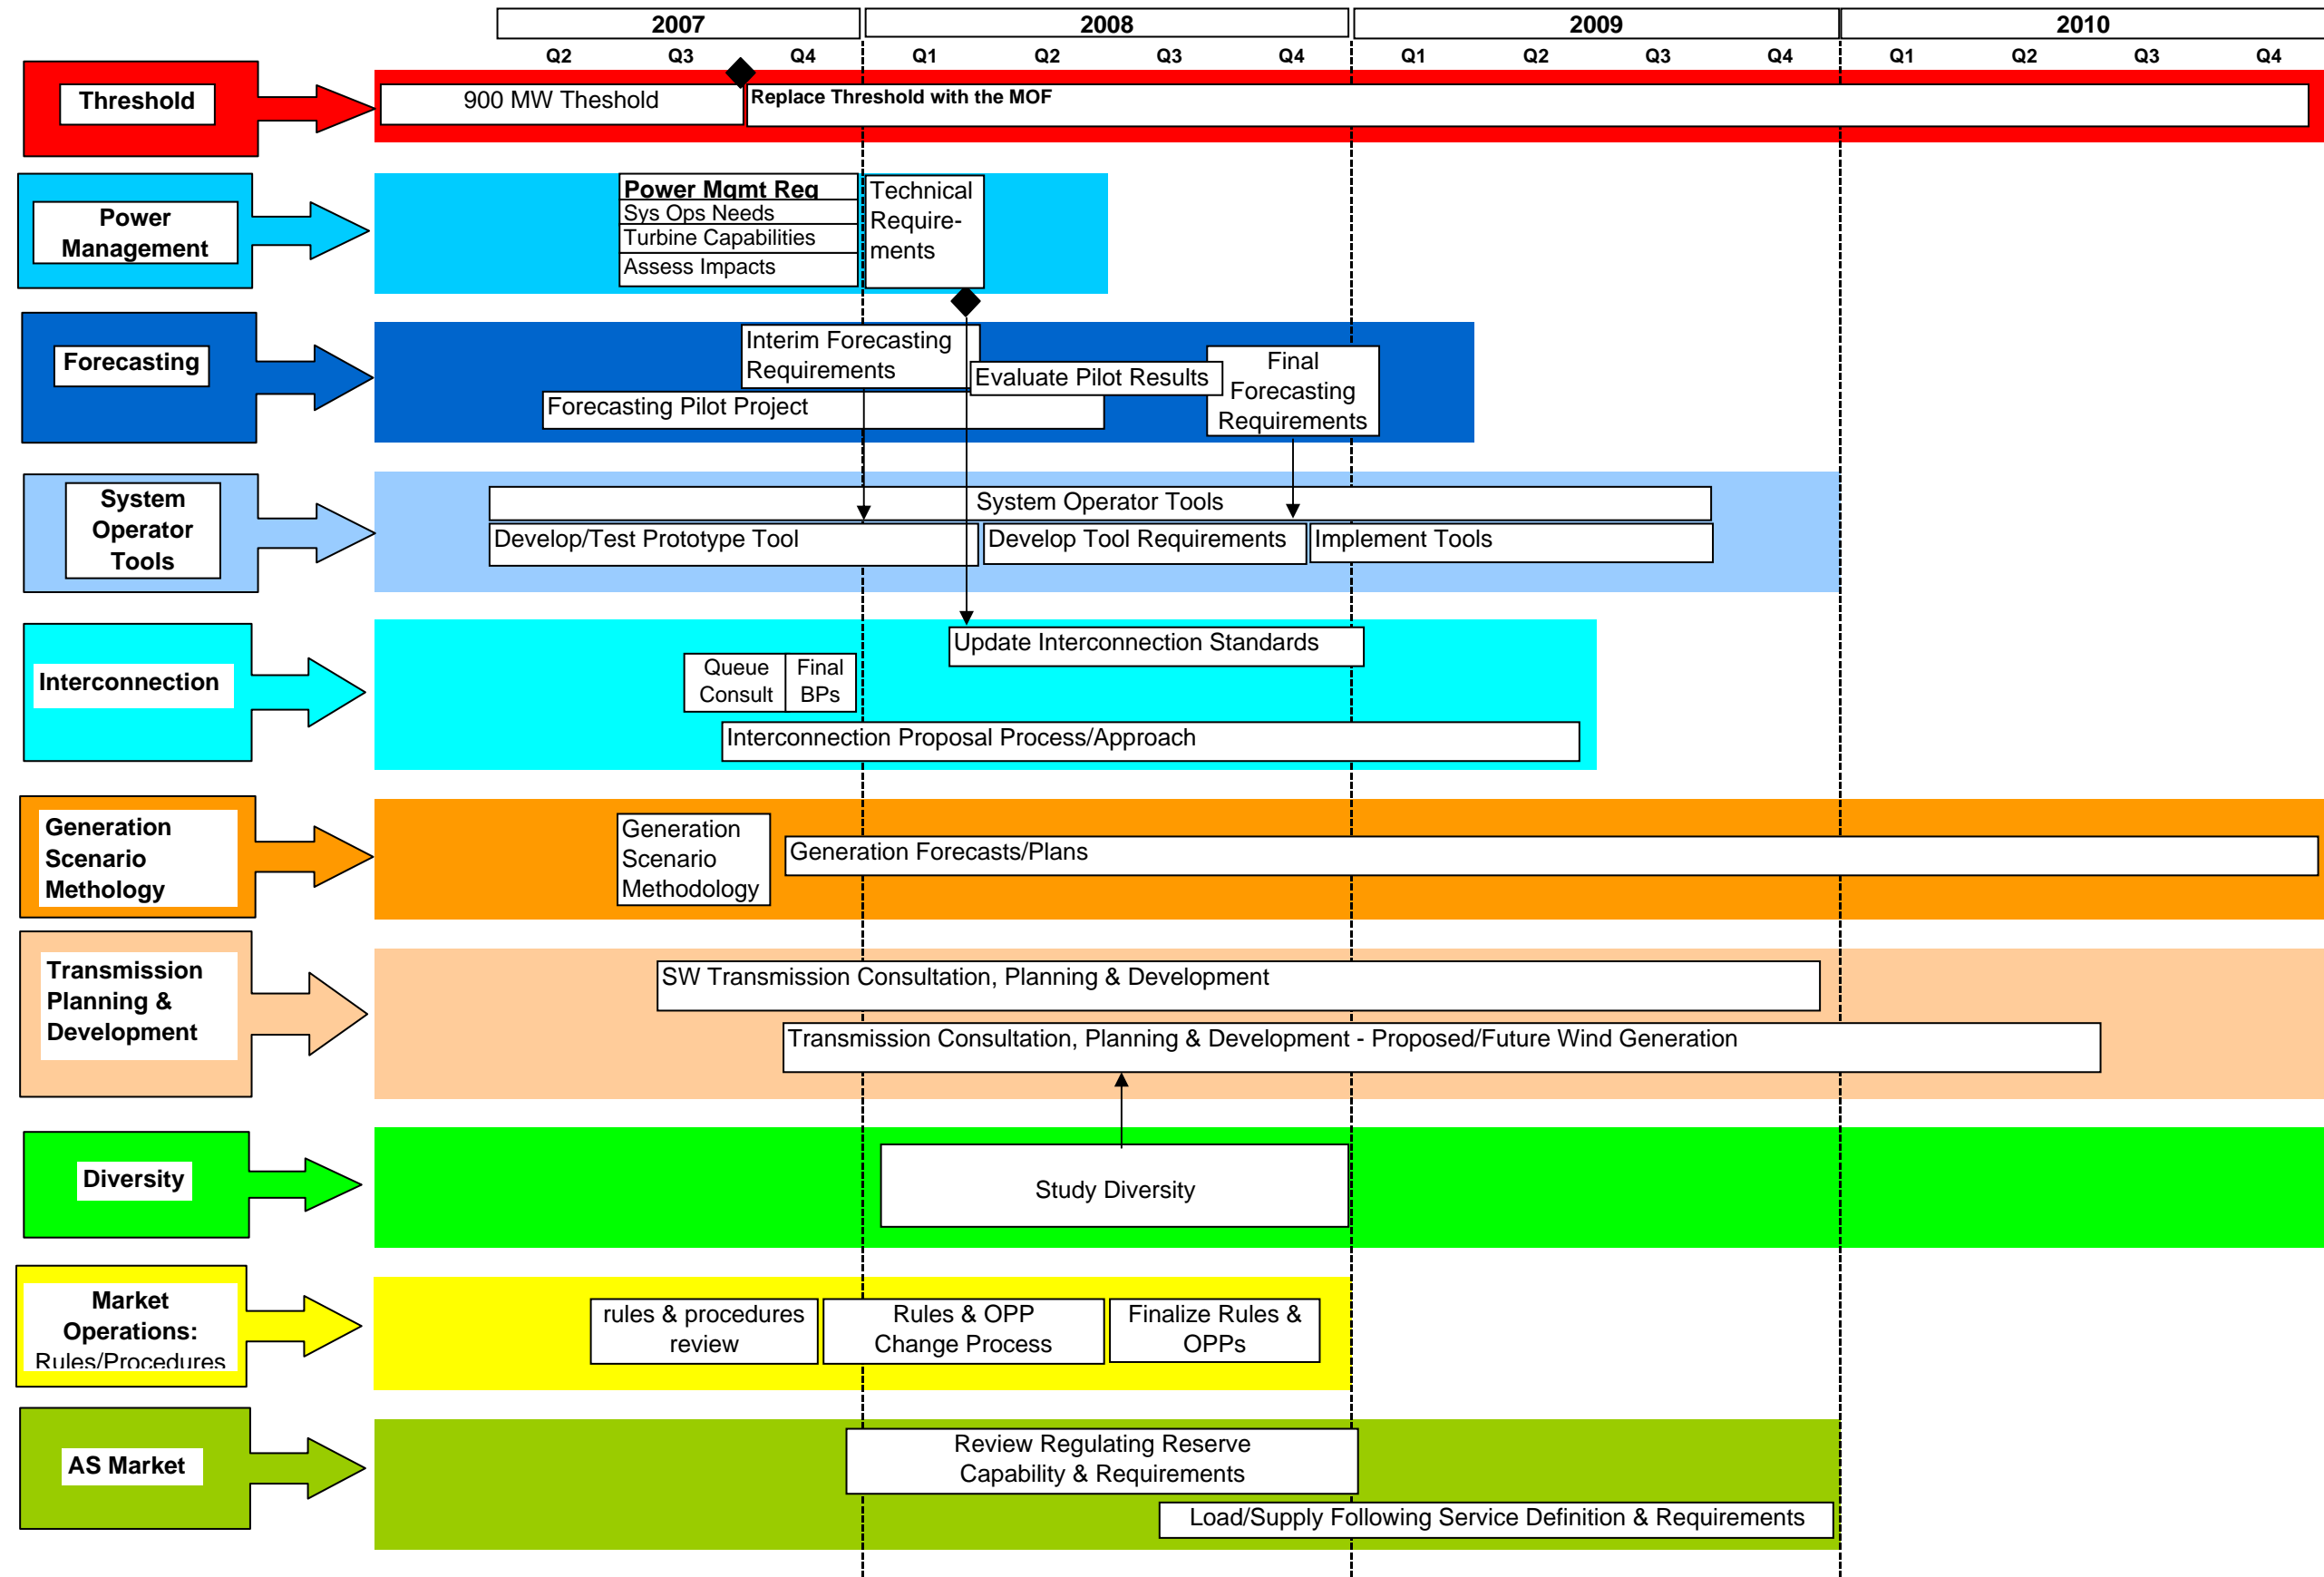 2007 2008 2009 2010
Q2 Q3 Q4 Q1 Q2 Q3 Q4 Q1 Q2 Q3 Q4 Q1 Q2 Q3 Q4
Threshold
900 MW Theshold
Replace Threshold with the MOF
Power
Management
Power Mgmt Req
Sys Ops Needs
Turbine Capabilities
Assess Impacts
Technical
Require-
ments
Forecasting
Interim Forecasting
Requirements
Evaluate Pilot Results
Final
Forecasting
Requirements
Forecasting Pilot Project
System
Operator
Tools
System Operator Tools
Develop/Test Prototype Tool
Develop Tool Requirements
Implement Tools
Interconnection
Update Interconnection Standards
Queue
Consult
Final
BPs
Interconnection Proposal Process/Approach
Generation
Scenario
Methology
Generation
Scenario
Methodology
Generation Forecasts/Plans
Transmission
Planning &
Development
SW Transmission Consultation, Planning & Development
Transmission Consultation, Planning & Development - Proposed/Future Wind Generation
Diversity
Study Diversity
Market
Operations:
Rules/Procedures
rules & procedures
review
Rules & OPP
Change Process
Finalize Rules &
OPPs
AS Market
Review Regulating Reserve
Capability & Requirements
Load/Supply Following Service Definition & Requirements